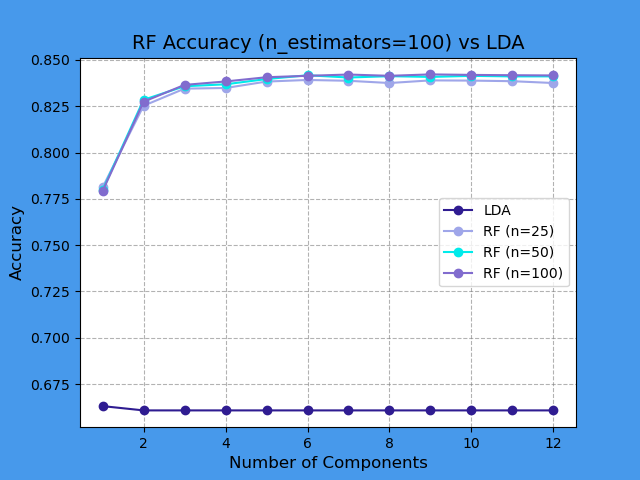 RF Accuracy (n_estimators=100) vs LDA
0.850
0.825
0.800
0.775
0.750
0.725
0.700
0.675
Accuracy
LDA
RF (n=25)
RF (n=50)
RF (n=100)
2 4 6 8 10 12
Number of Components